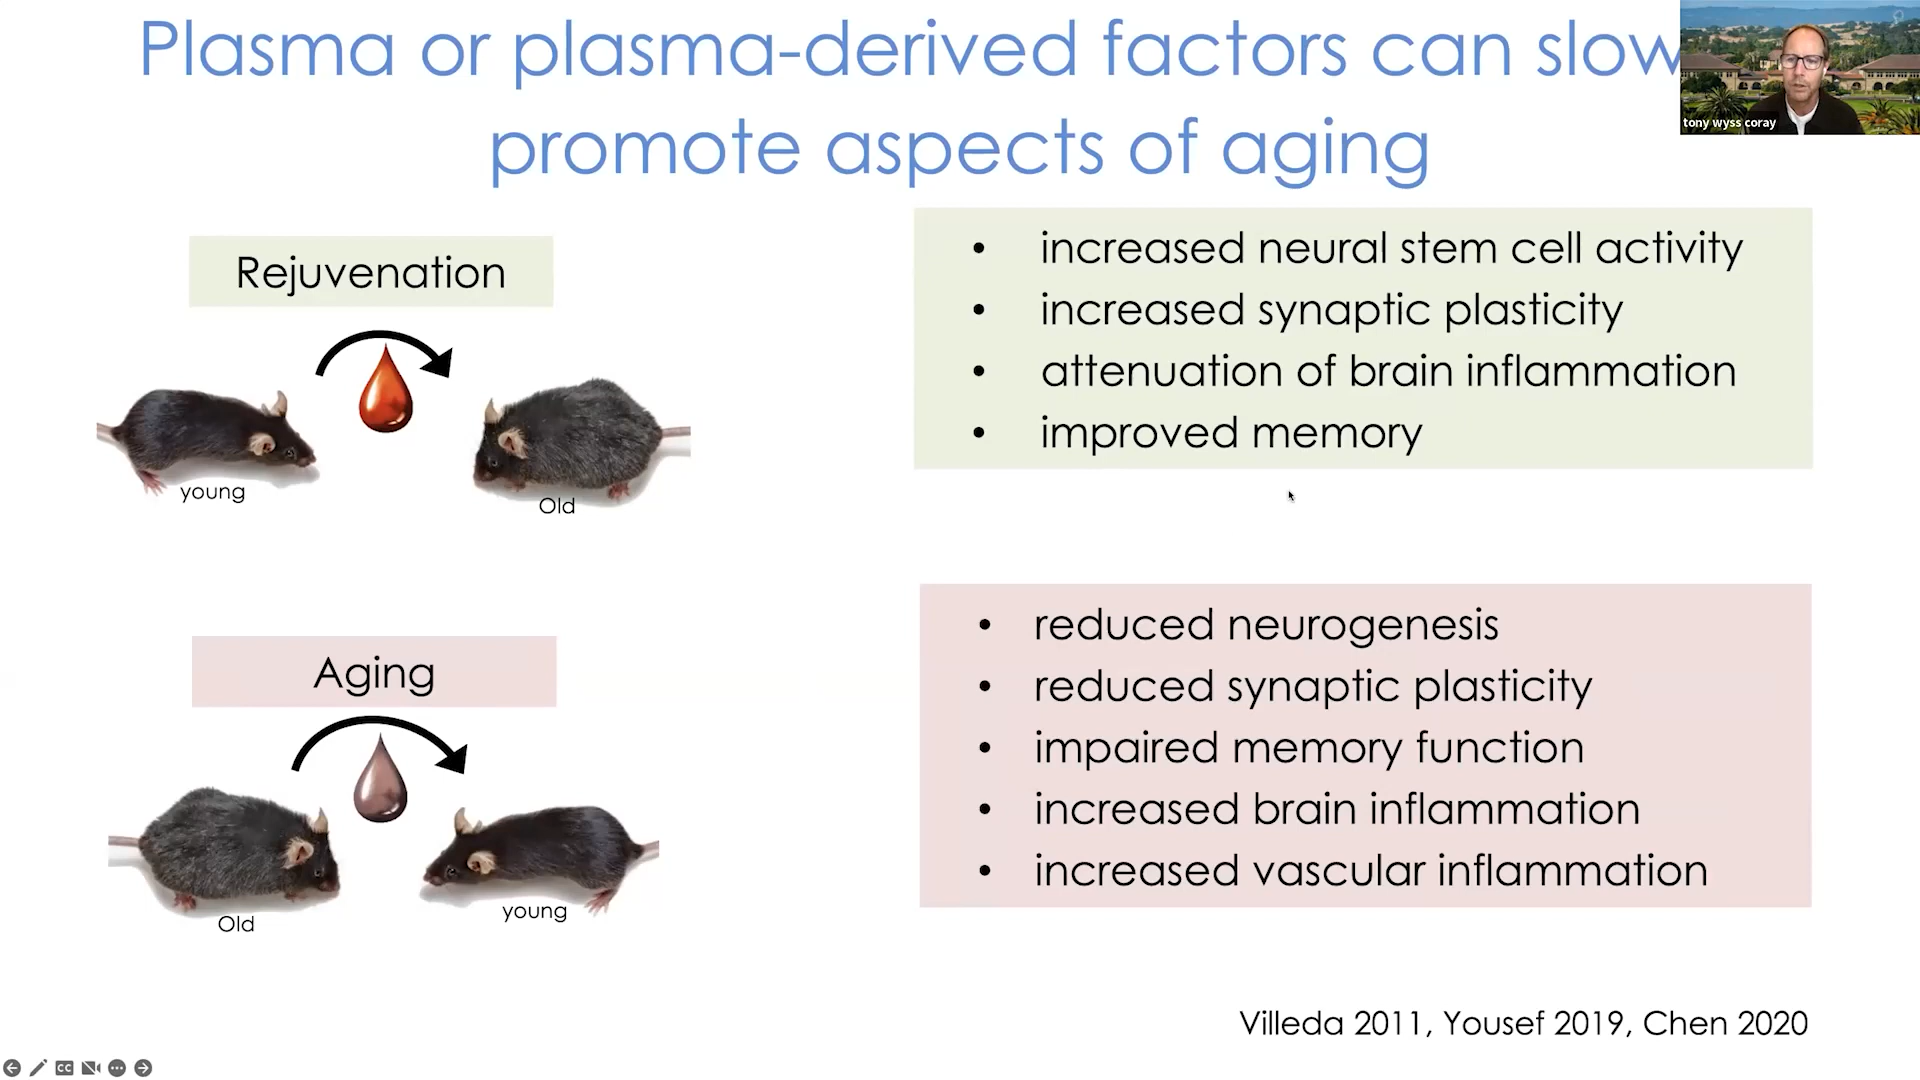 Plasma or plasma-derived factors can slow
promote aspects of aging
tony wyss coray
Rejuvenation
young
Old
• increased neural stem cell activity
• increased synaptic plasticity
• attenuation of brain inflammation
• improved memory
Aging
Old
young
• reduced neurogenesis
• reduced synaptic plasticity
• impaired memory function
• increased brain inflammation
• increased vascular inflammation
Villeda 2011, Yousef 2019, Chen 2020
CC